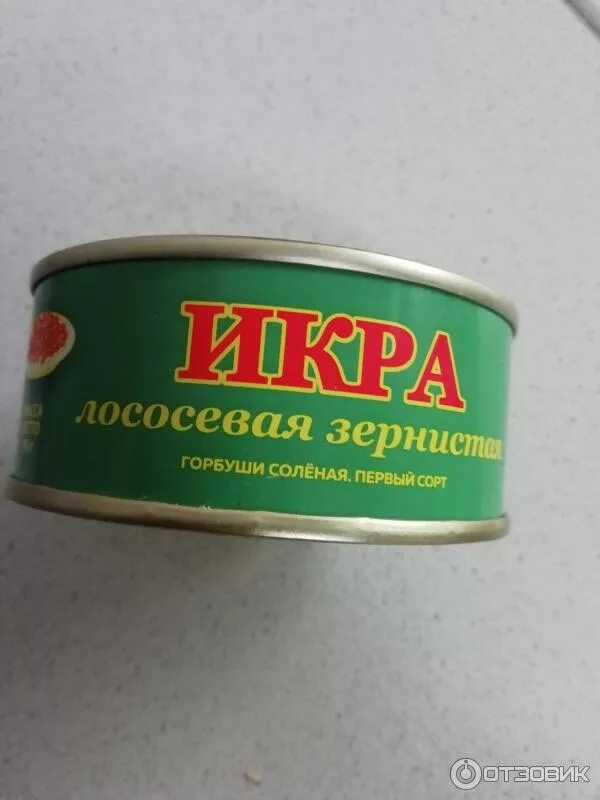 ИКРА
лососевая зернистая
ГОРБУШИ СОЛЁНАЯ. ПЕРВЫЙ СОРТ
ОТЗОВИК